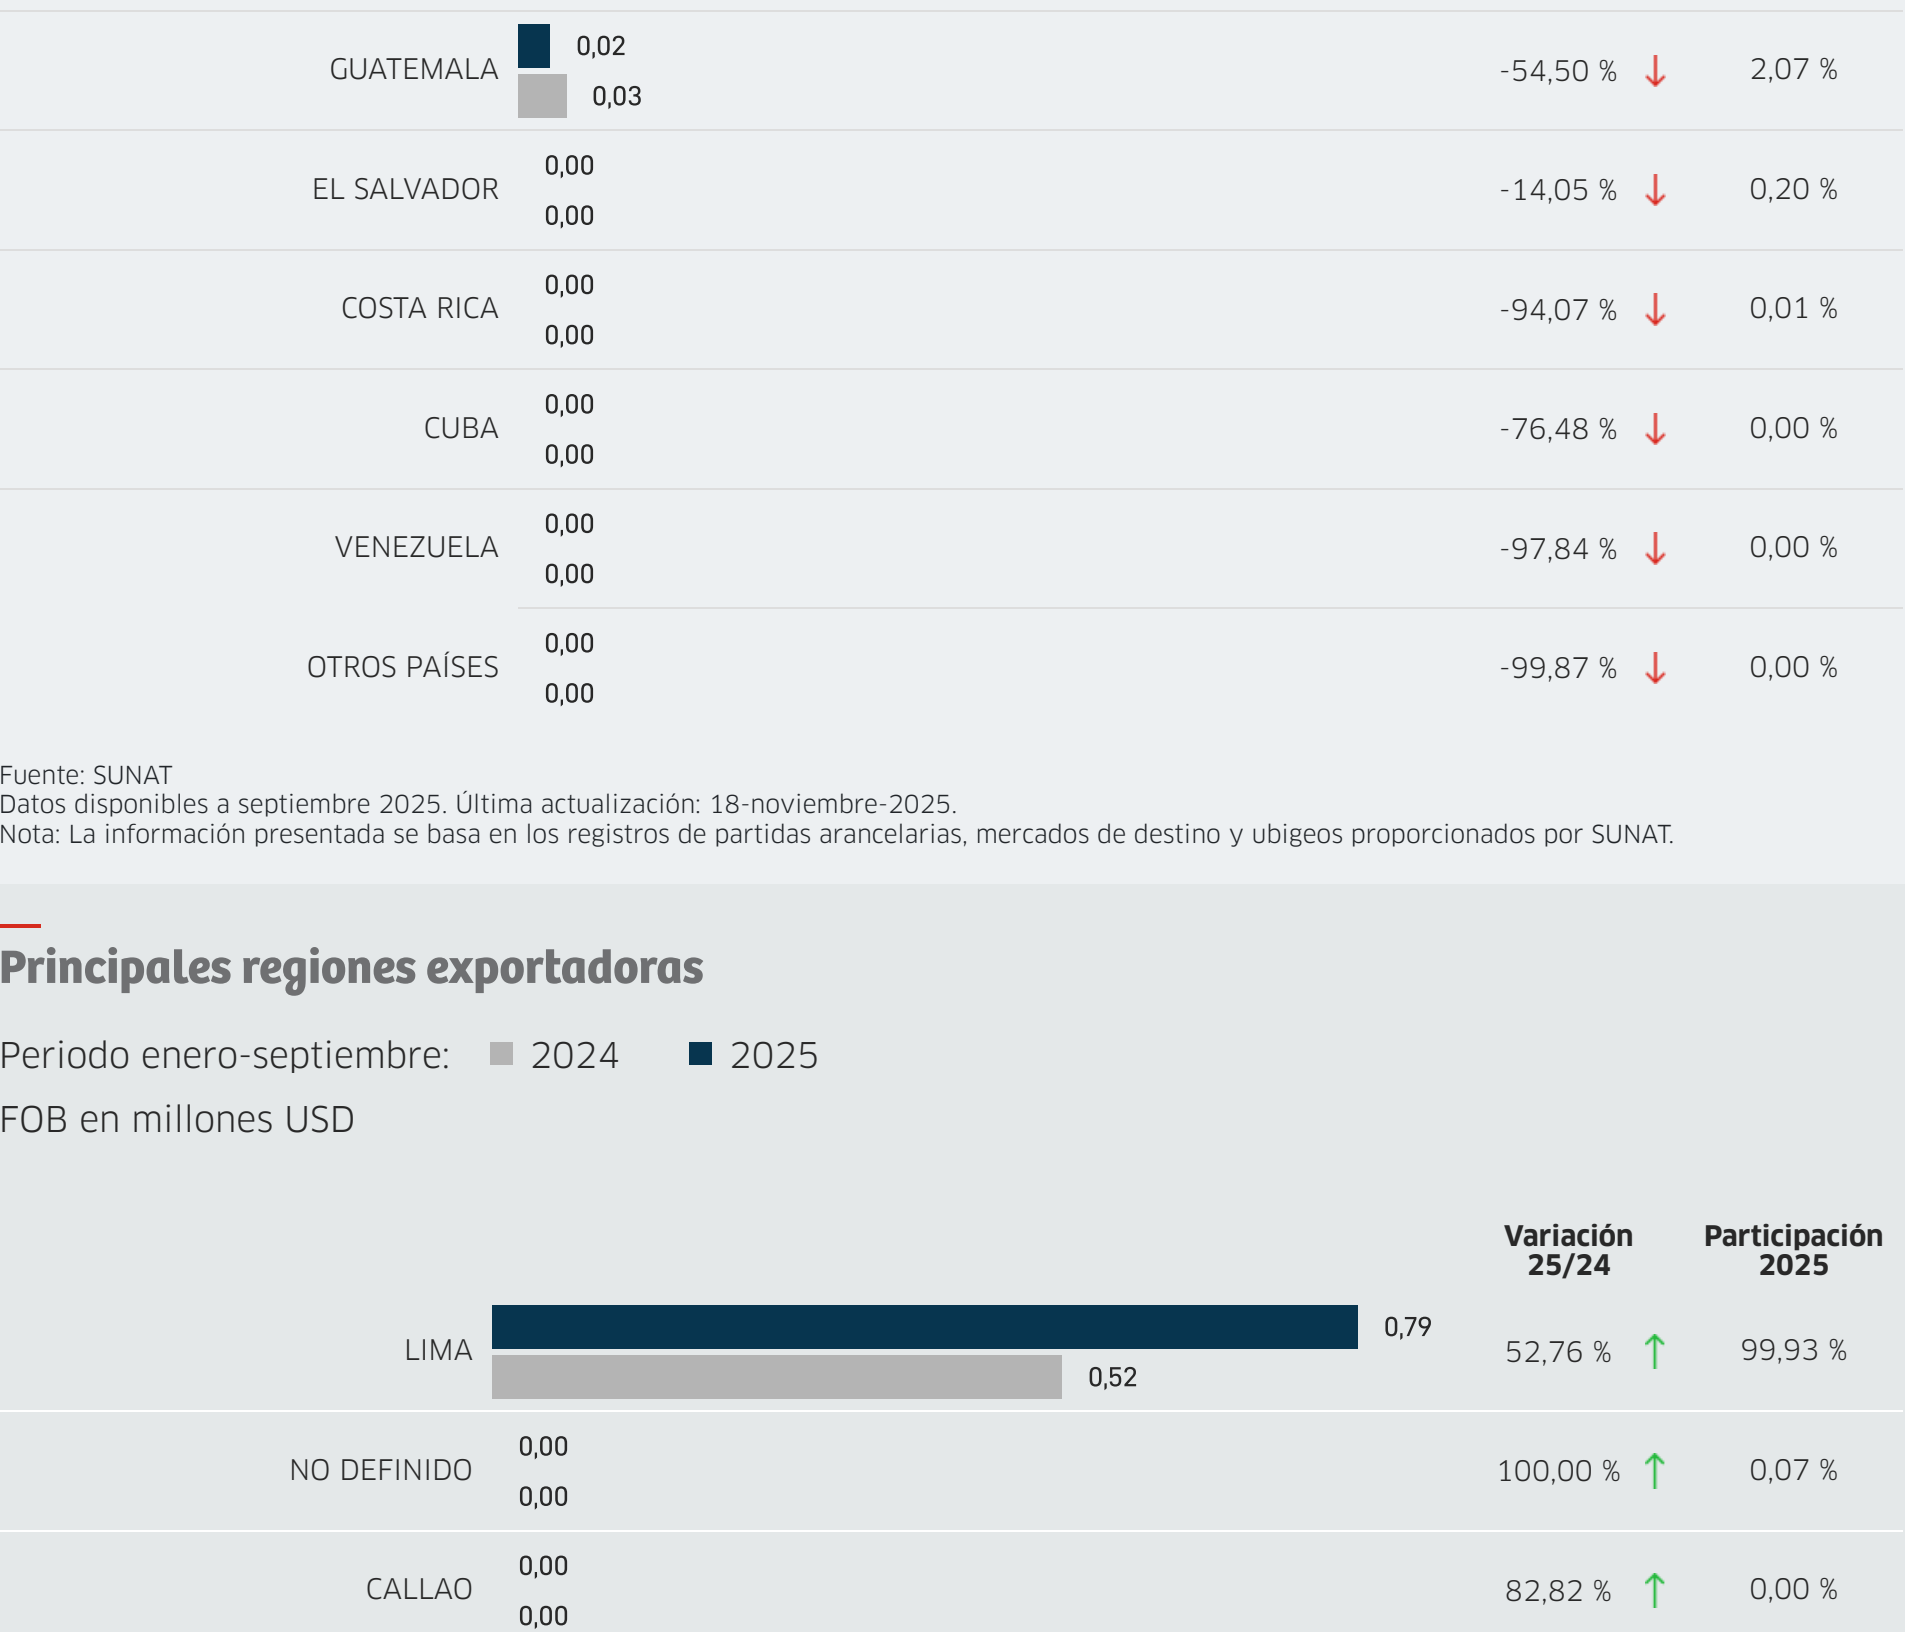 GUATEMALA
0,02
0,03
-54,50 %
2,07 %
EL SALVADOR
0,00
0,00
-14,05 %
0,20 %
COSTA RICA
0,00
0,00
-94,07 %
0,01 %
CUBA
0,00
0,00
-76,48 %
0,00 %
VENEZUELA
0,00
0,00
-97,84 %
0,00 %
OTROS PAÍSES
0,00
0,00
-99,87 %
0,00 %
Fuente: SUNAT
Datos disponibles a septiembre 2025. Última actualización: 18-noviembre-2025.
Nota: La información presentada se basa en los registros de partidas arancelarias, mercados de destino y ubigeos proporcionados por SUNAT.
Principales regiones exportadoras
Periodo enero-septiembre: 2024 2025
FOB en millones USD
Variación 25/24
Participación 2025
LIMA
0,79
0,52
52,76 %
99,93 %
NO DEFINIDO
0,00
0,00
100,00 %
0,07 %
CALLAO
0,00
0,00
82,82 %
0,00 %